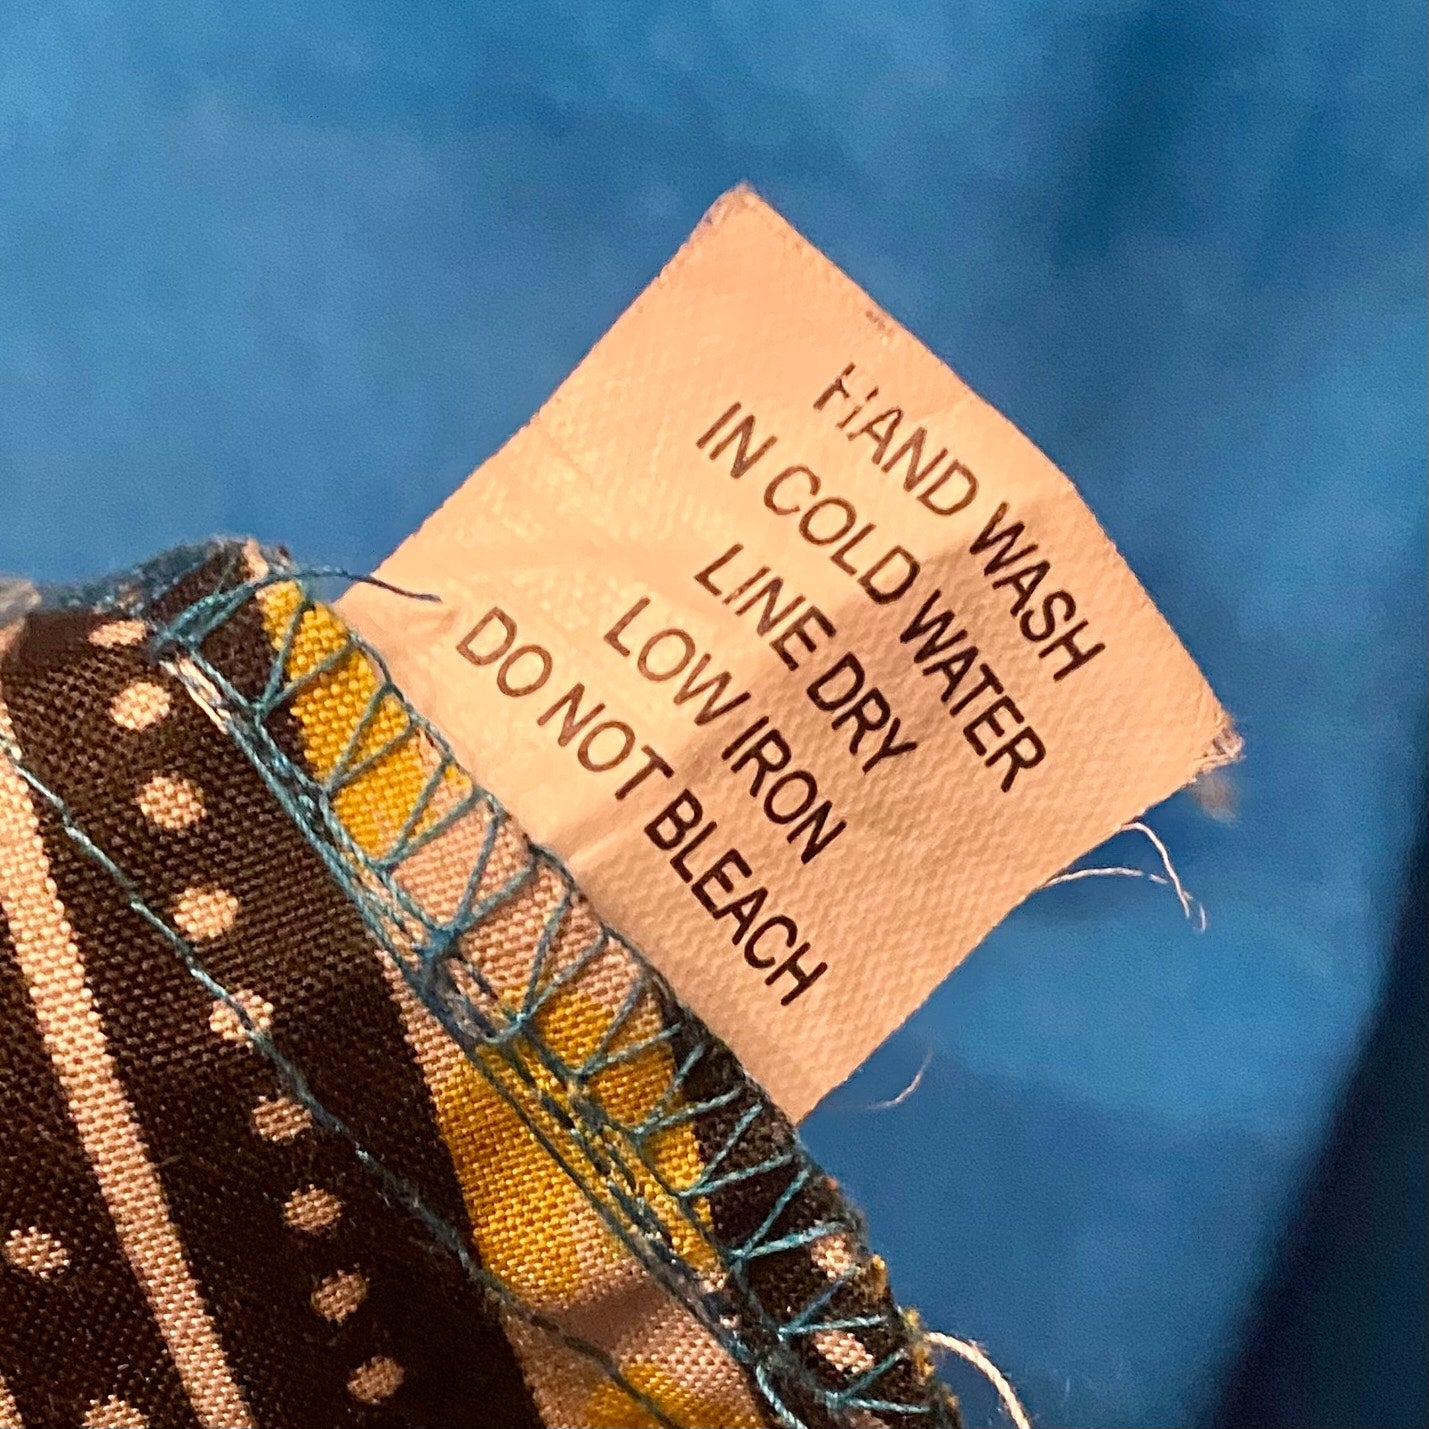 HAND WASH
IN COLD WATER
LINE DRY
LOW IRON
DO NOT BLEACH